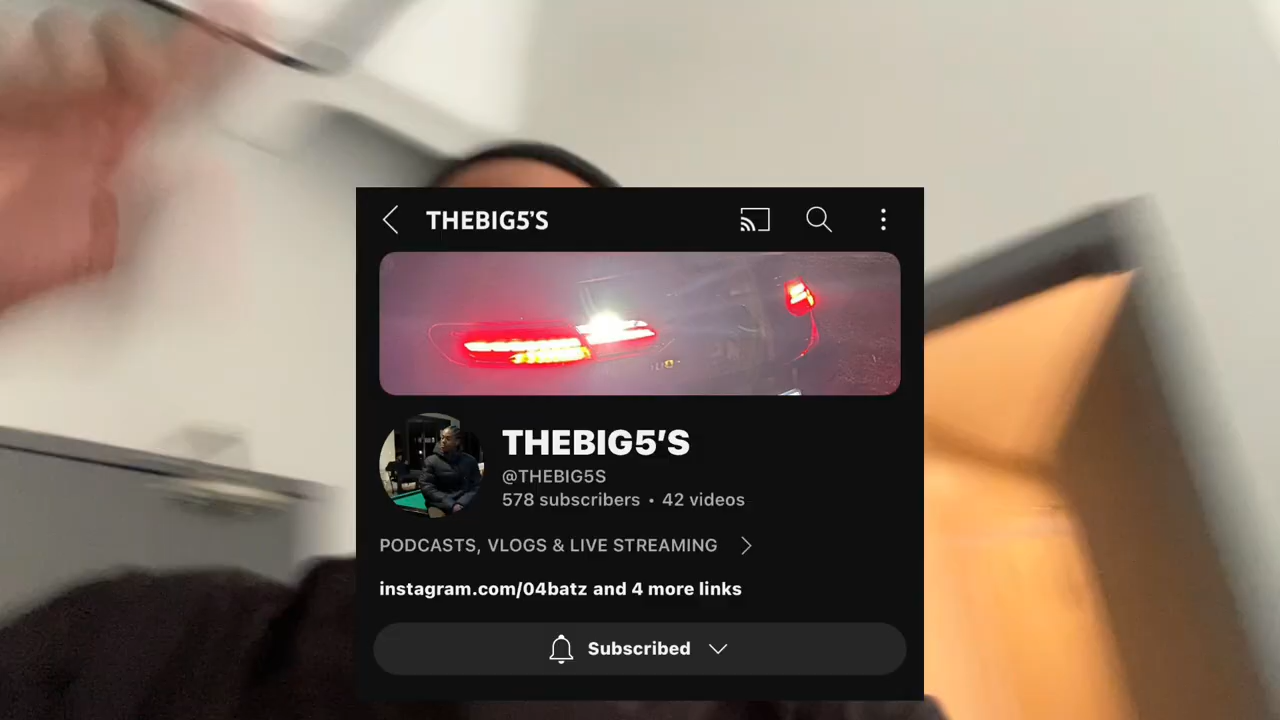 THEBIG5'S
THEBIG5'S
@THEBIG5S
578 subscribers • 42 videos
PODCASTS, VLOGS & LIVE STREAMING
instagram.com/04batz and 4 more links
Subscribed